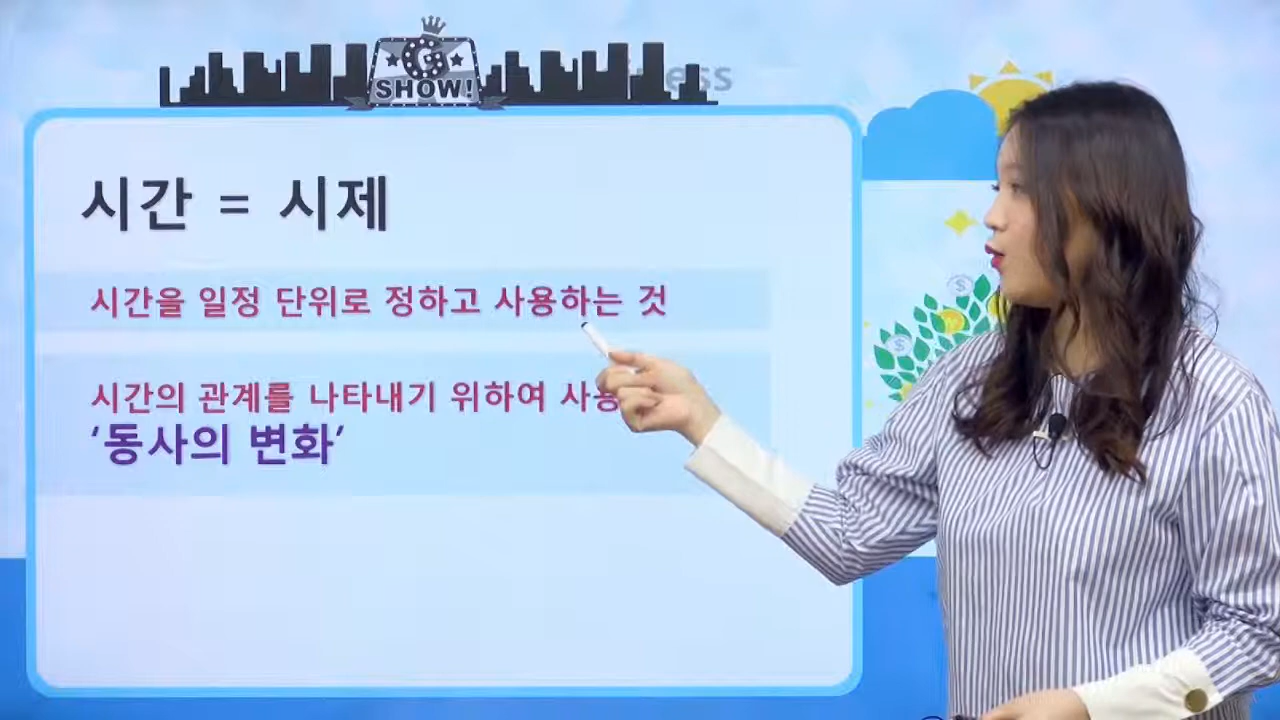 G
SHOW!
시간 = 시제
시간을 일정 단위로 정하고 사용하는 것
시간의 관계를 나타내기 위하여
‘동사의 변화’